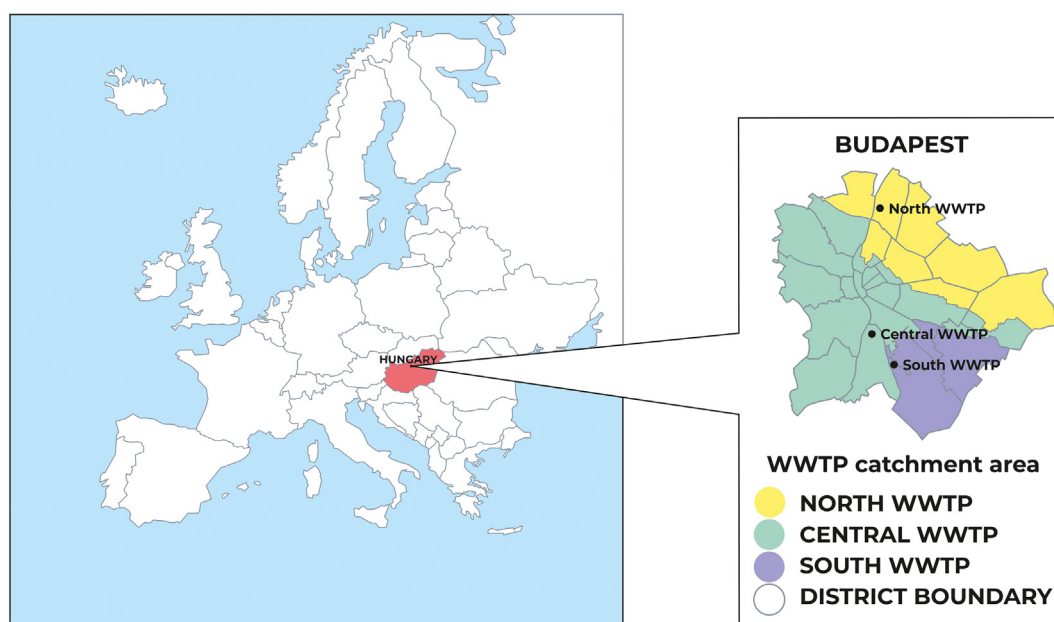 HUNGARY
BUDAPEST
North WWTP
Central WWTP
South WWTP
WWTP catchment area
NORTH WWTP
CENTRAL WWTP
SOUTH WWTP
DISTRICT BOUNDARY